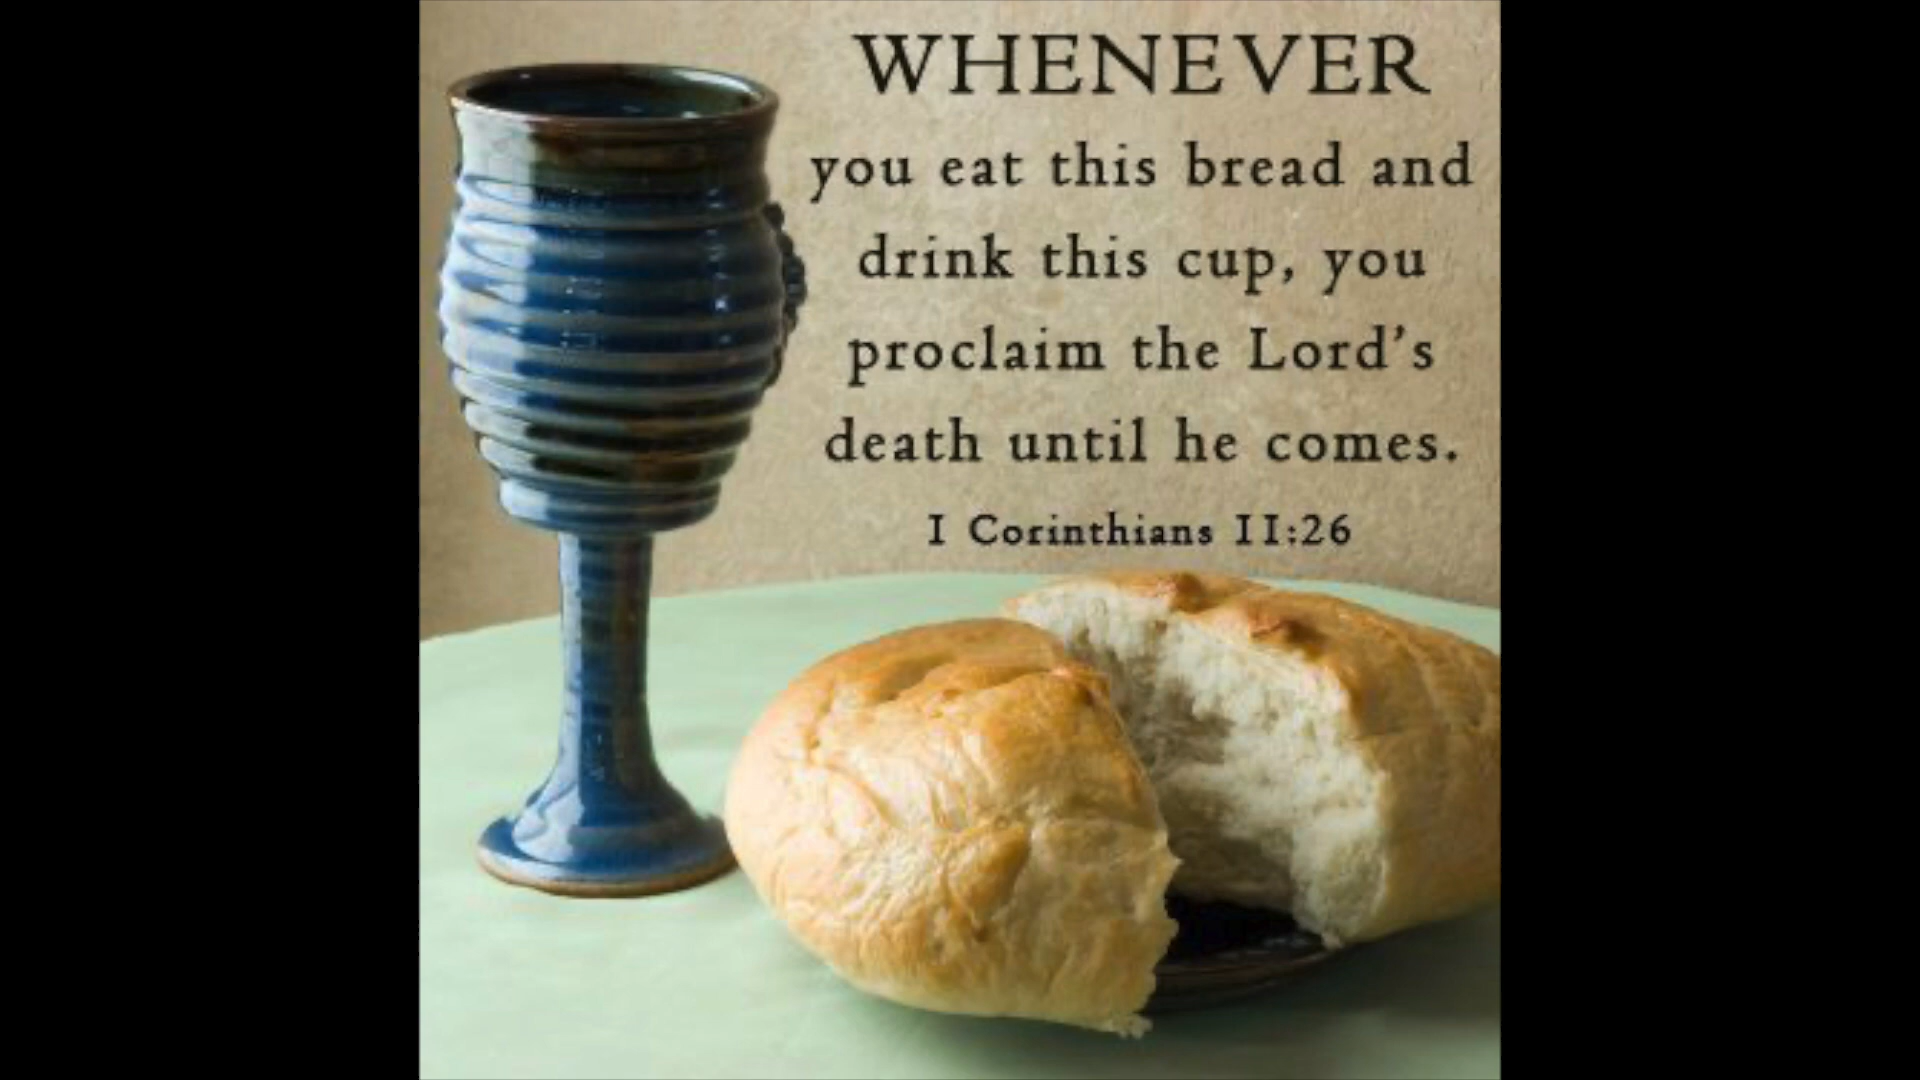 WHENEVER
you eat this bread and
drink this cup, you
proclaim the Lord's
death until he comes.
1 Corinthians 11:26